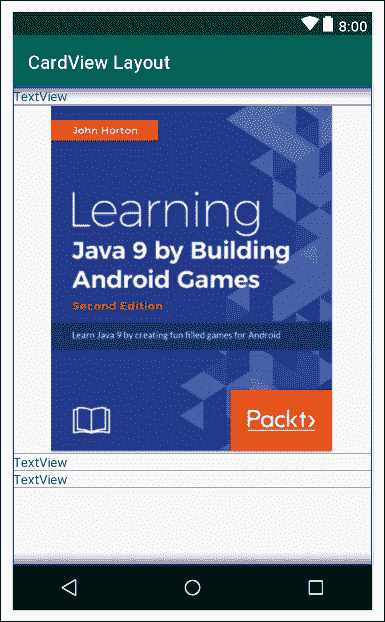 8:00
CardView Layout
TextView
John Horton
Learning
Java 9 by Building
Android Games
Second Edition
Learn Java 9 by creating fun filled games for Android
Packt>
TextView
TextView